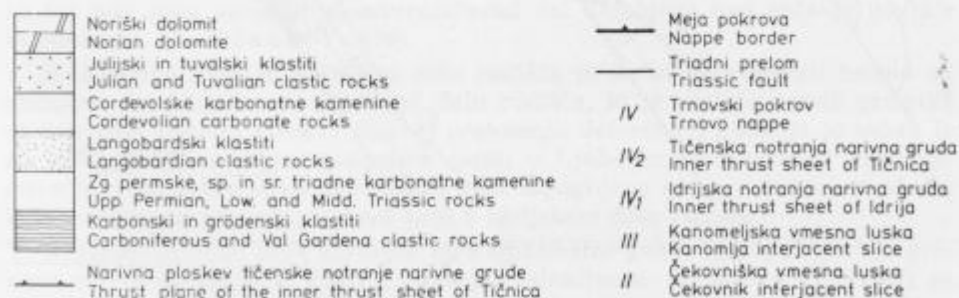 Noriški dolomit
Norian dolomite
Julijski in tuvalski klastiti
Julian and Tuvalian clastic rocks
Cordevolske karbonatne kamenine
Cordevolian carbonate rocks
Langobardski klastiti
Langobardian clastic rocks
Zg permske, sp. in sr. triadne karbonatne kamenine
Upp. Permian, Low. and Midd. Triassic rocks
Karbonski in grödenski klastiti
Carboniferous and Val Gardena clastic rocks
Narivna ploskev tičenske notranje narivne grude
Thrust plane of the inner thrust sheet of Tičnica
Meja pokrova
Nappe border
Triadni prelom
Triassic fault
IV Trnovski pokrov
Trnovo nappe
IV2 Tičenska notranja narivna gruda
Inner thrust sheet of Tičnica
IV1 Idrijska notranja narivna gruda
Inner thrust sheet of Idrija
III Kanomeljska vmesna luska
Kanomlja interjacent slice
II Čekovniška vmesna luska
Čekovnik interjacent slice